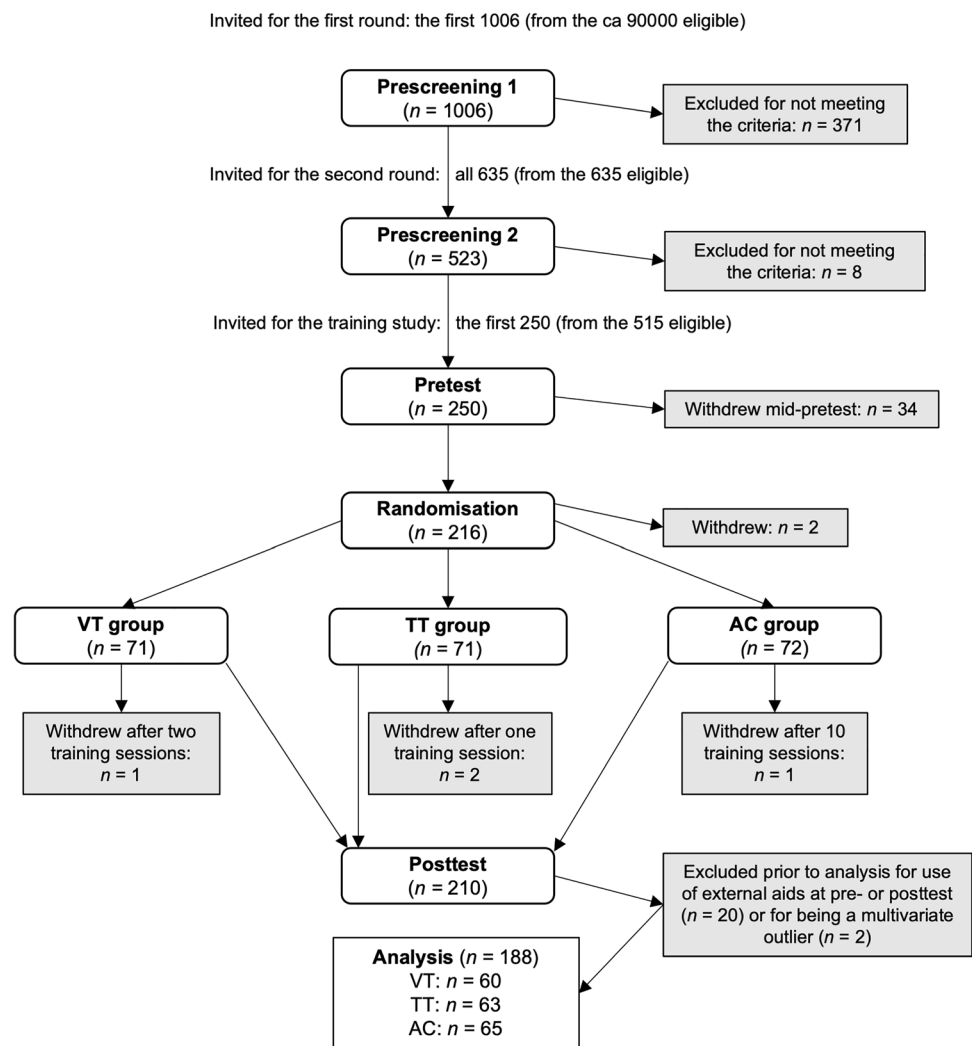 Invited for the first round: the first 1006 (from the ca 90000 eligible)
Prescreening 1
(n = 1006)
Excluded for not meeting
the criteria: n = 371
Invited for the second round: all 635 (from the 635 eligible)
Prescreening 2
(n = 523)
Excluded for not meeting
the criteria: n = 8
Invited for the training study: the first 250 (from the 515 eligible)
Pretest
(n = 250)
Withdrew mid-pretest: n = 34
Randomisation
(n = 216)
Withdrew: n = 2
VT group
(n = 71)
TT group
(n = 71)
AC group
(n = 72)
Withdrew after two
training sessions:
n = 1
Withdrew after one
training session:
n = 2
Withdrew after 10
training sessions:
n = 1
Posttest
(n = 210)
Excluded prior to analysis for use
of external aids at pre- or posttest
(n = 20) or for being a multivariate
outlier (n = 2)
Analysis (n = 188)
VT: n = 60
TT: n = 63
AC: n = 65